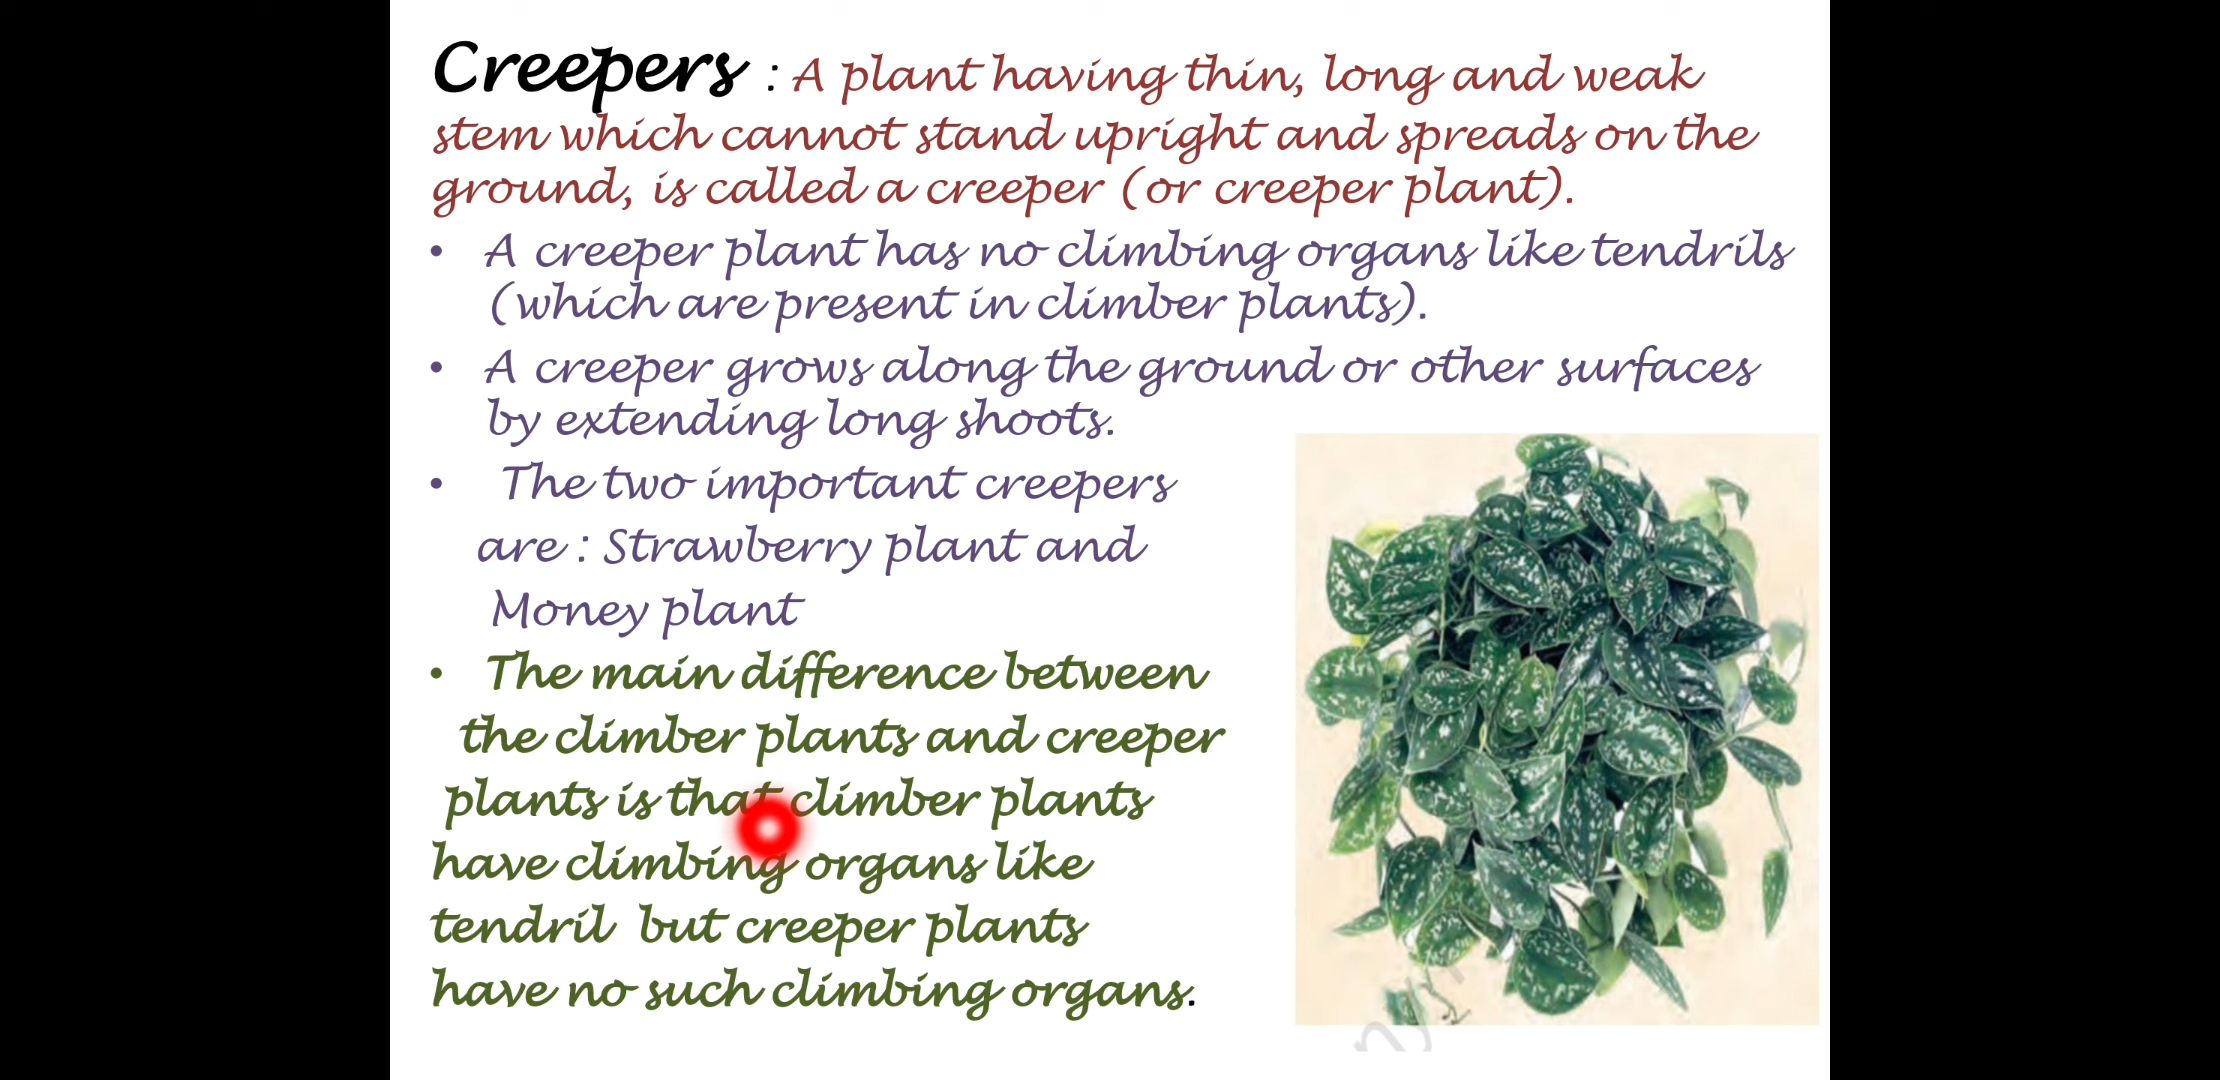 Creepers : A plant having thin, long and weak
stem which cannot stand upright and spreads on the
ground, is called a creeper (or creeper plant).
• A creeper plant has no climbing organs like tendrils
(which are present in climber plants).
• A creeper grows along the ground or other surfaces
by extending long shoots.
• The two important creepers
are : Strawberry plant and
Money plant
• The main difference between
the climber plants and creeper
plants is that climber plants
have climbing organs like
tendril but creeper plants
have no such climbing organs.